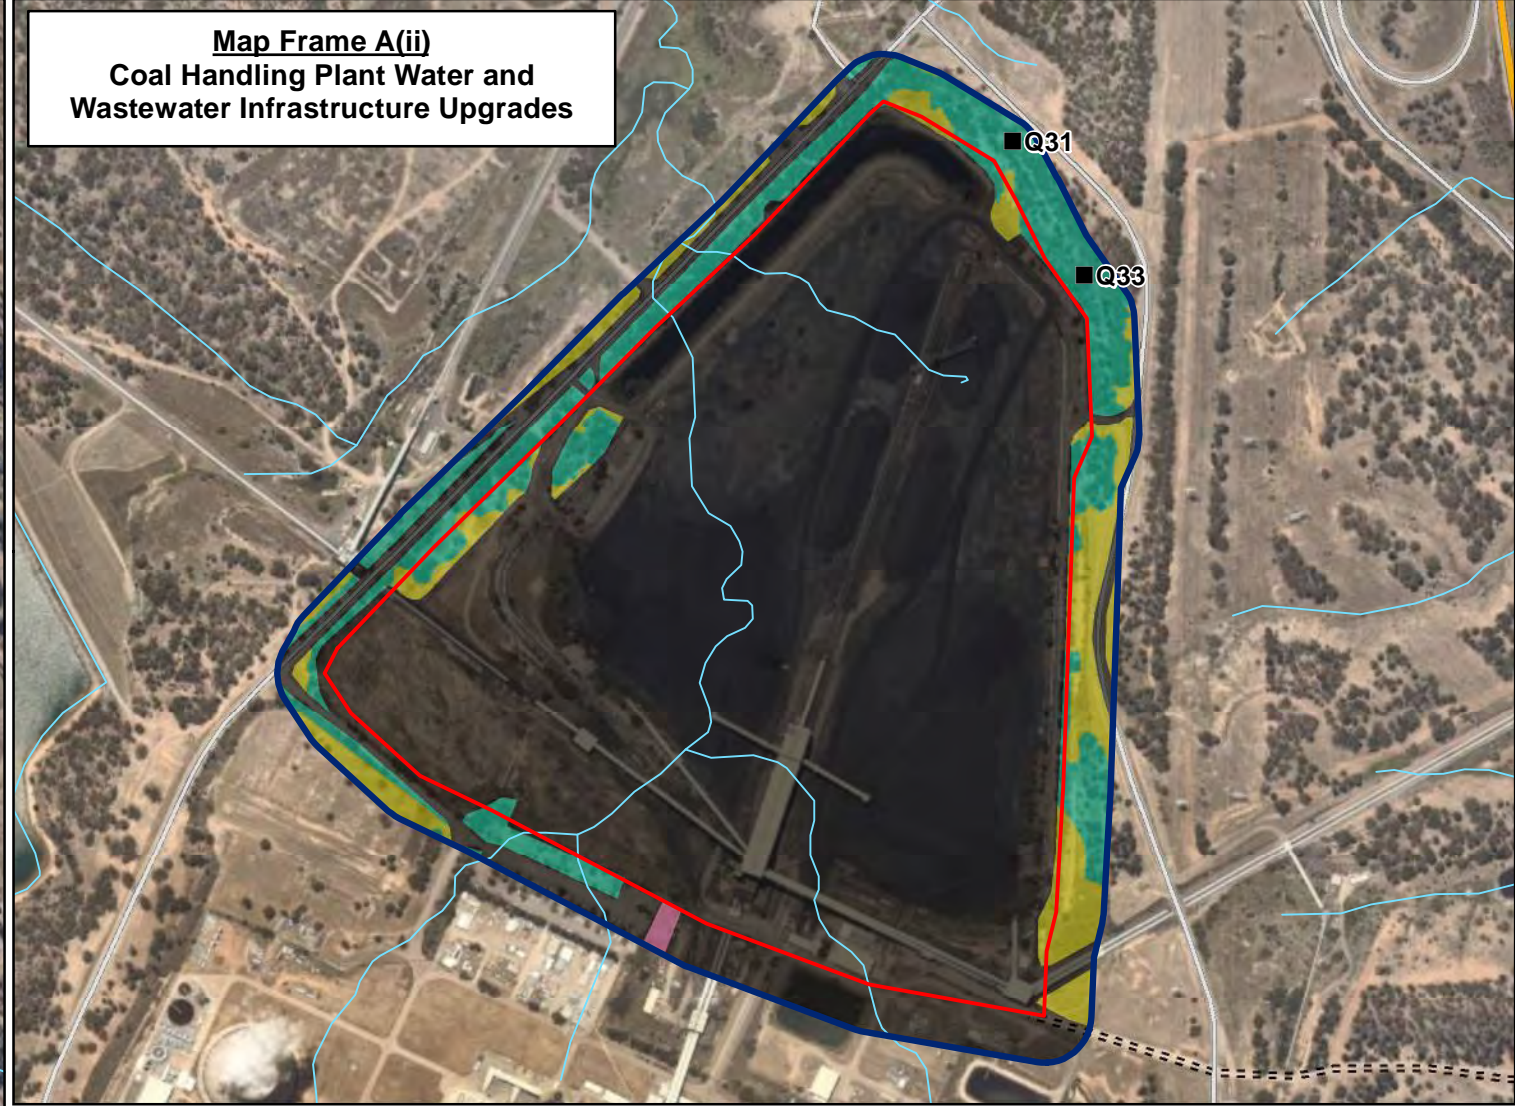 Map Frame A(ii)
Coal Handling Plant Water and
Wastewater Infrastructure Upgrades
Q31
Q33